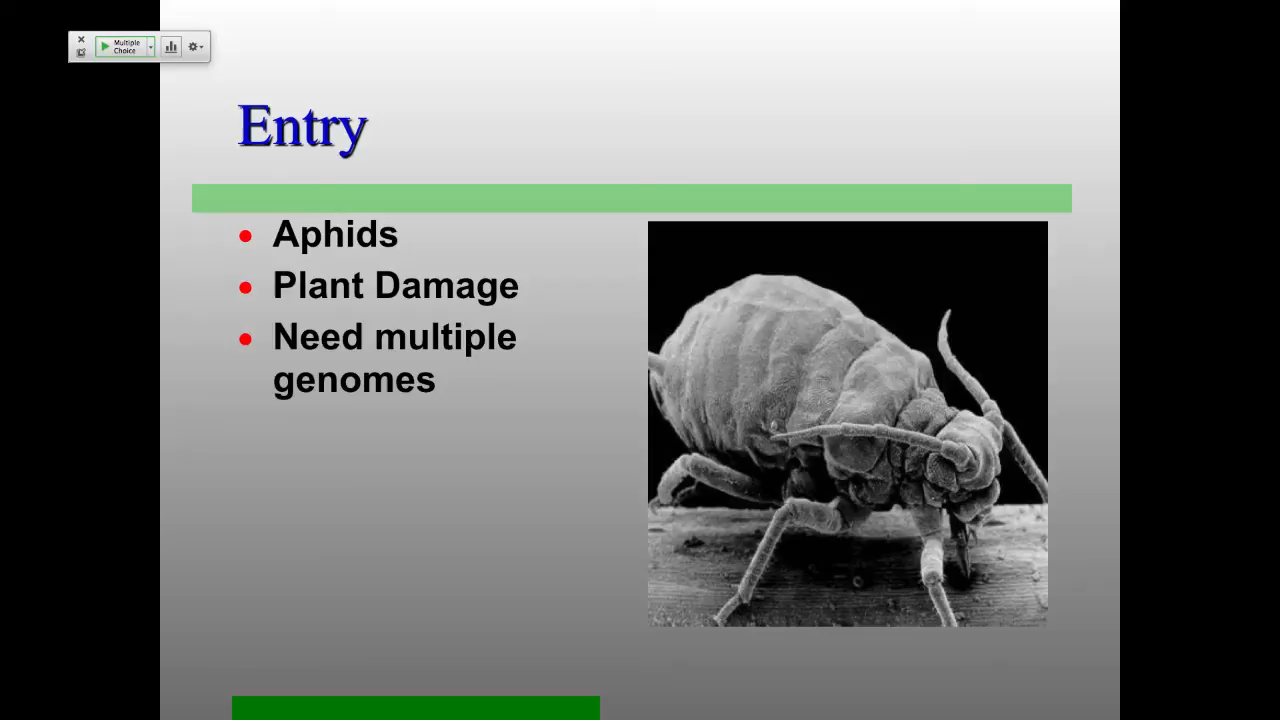 Multiple
Choice
Entry
Aphids
Plant Damage
Need multiple
genomes